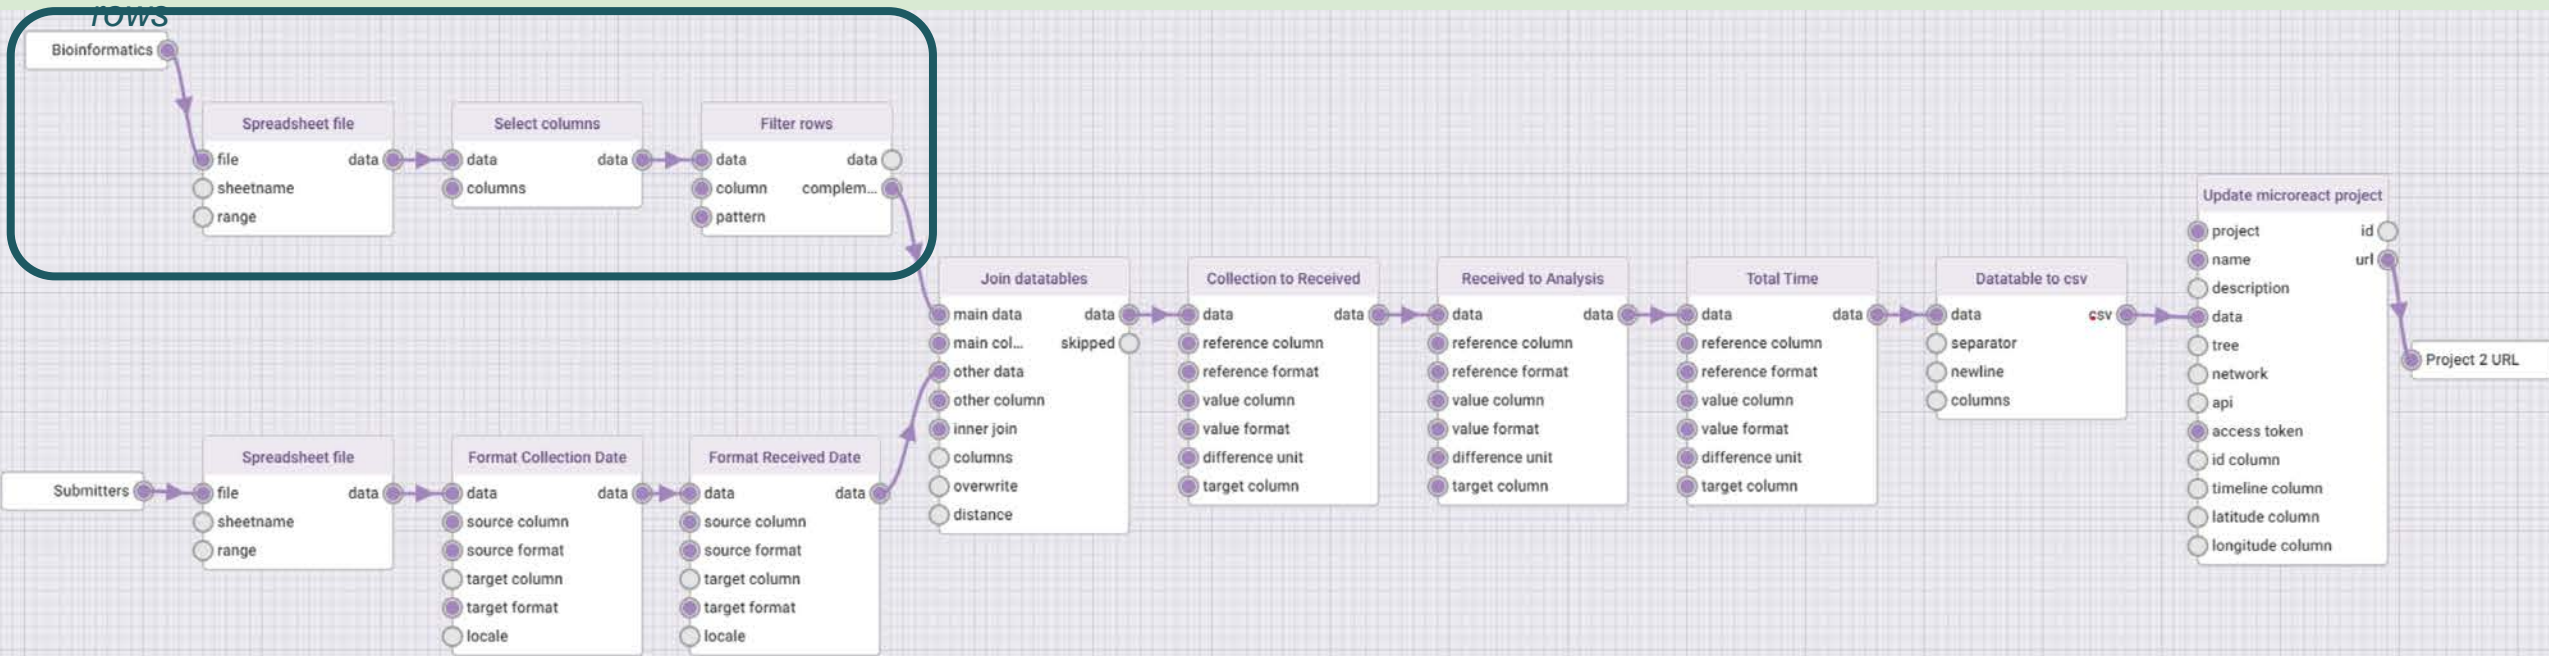 rows
Bioinformatics
Spreadsheet file
file data
sheetname
range
Select columns
data data
columns
Filter rows
data data
column complem...
pattern
Submitters
Spreadsheet file
file data
sheetname
range
Format Collection Date
data data
source column
source format
target column
target format
locale
Format Received Date
data data
source column
source format
target column
target format
locale
Join datatables
main data data
main col... skipped
other data
other column
inner join
columns
overwrite
distance
Collection to Received
data data
reference column
reference format
value column
value format
difference unit
target column
Received to Analysis
data data
reference column
reference format
value column
value format
difference unit
target column
Total Time
data data
reference column
reference format
value column
value format
difference unit
target column
Datatable to csv
data csv
separator
newline
columns
Update microreact project
project id
name url
description
data
tree
network
api
access token
id column
timeline column
latitude column
longitude column
Project 2 URL